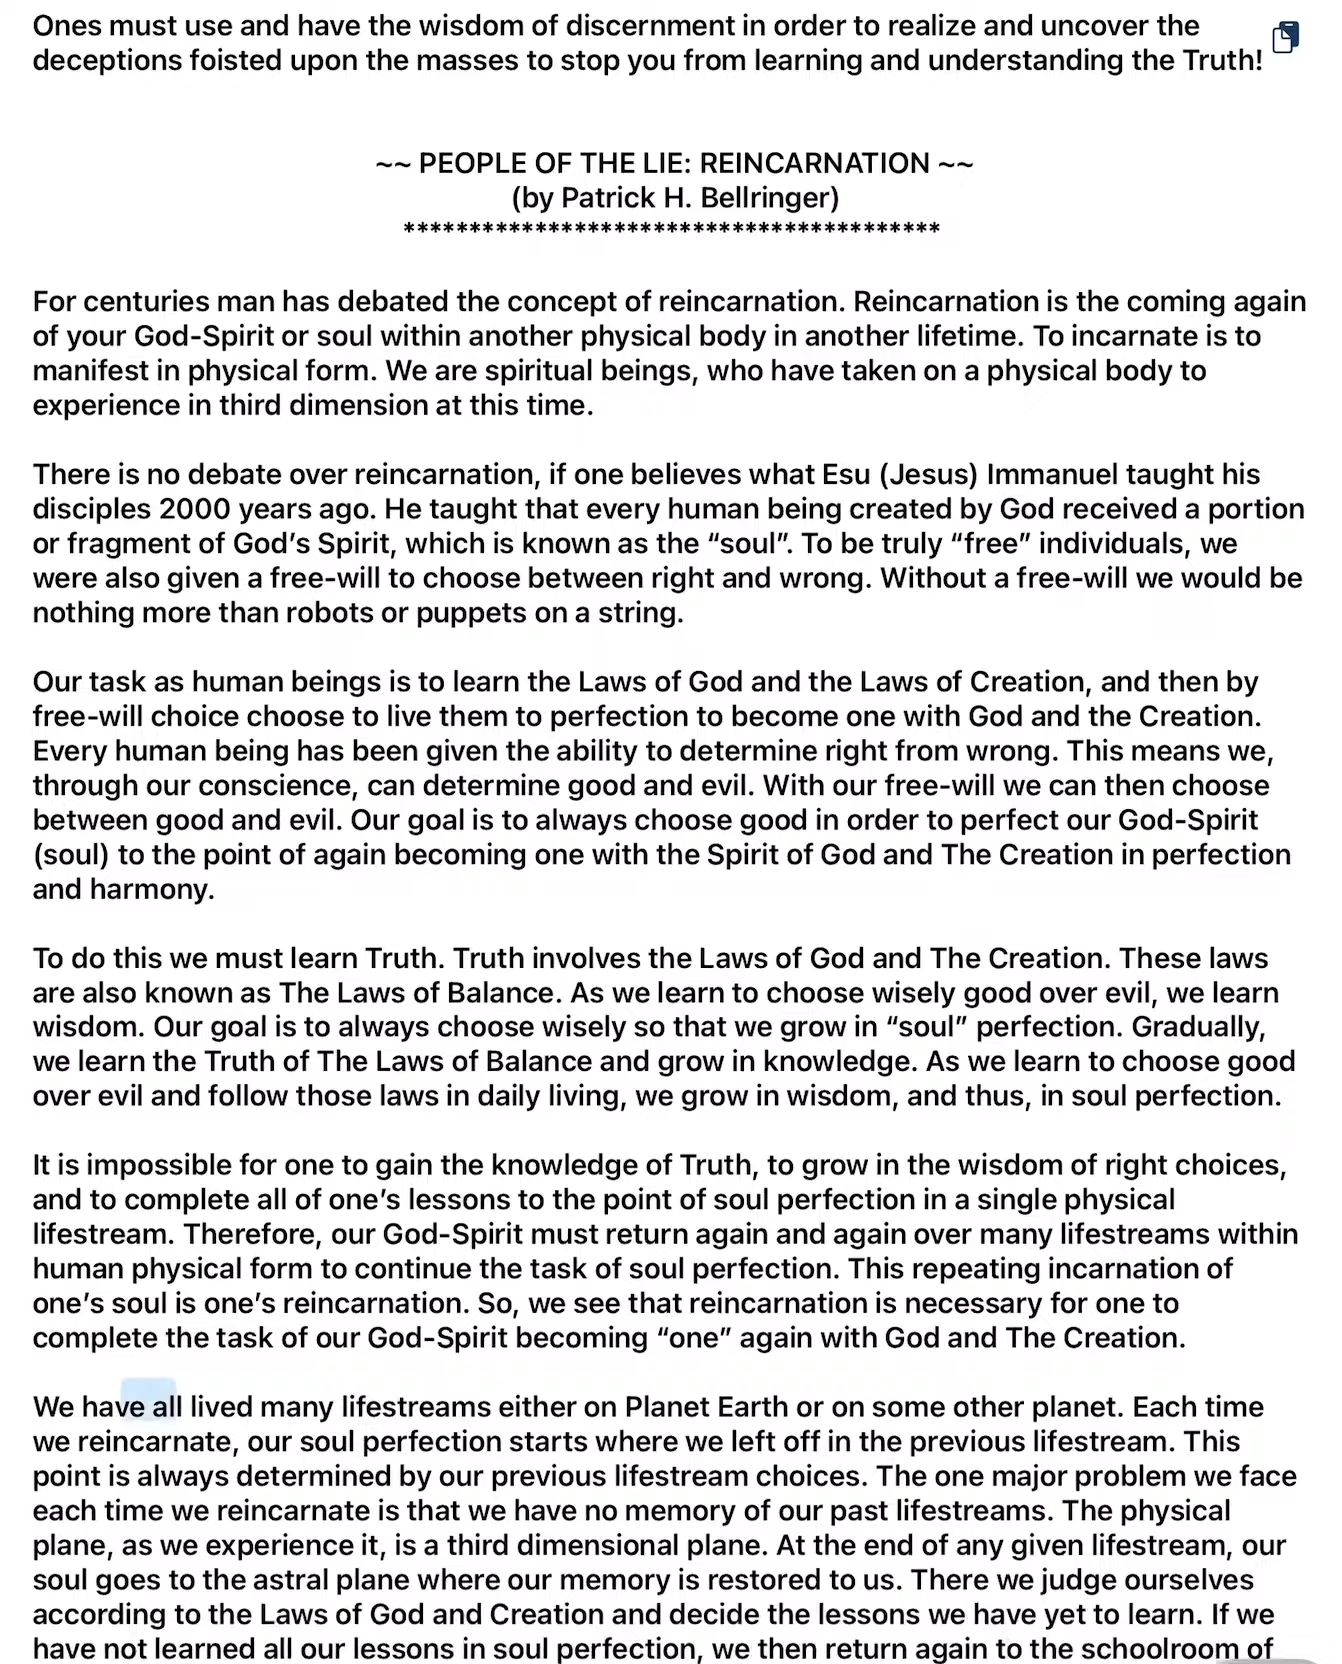 Ones must use and have the wisdom of discernment in order to realize and uncover the
deceptions foisted upon the masses to stop you from learning and understanding the Truth!
~~ PEOPLE OF THE LIE: REINCARNATION ~~
(by Patrick H. Bellringer)
*****************************************
For centuries man has debated the concept of reincarnation. Reincarnation is the coming again
of your God-Spirit or soul within another physical body in another lifetime. To incarnate is to
manifest in physical form. We are spiritual beings, who have taken on a physical body to
experience in third dimension at this time.
There is no debate over reincarnation, if one believes what Esu (Jesus) Immanuel taught his
disciples 2000 years ago. He taught that every human being created by God received a portion
or fragment of God's Spirit, which is known as the “soul”. To be truly “free” individuals, we
were also given a free-will to choose between right and wrong. Without a free-will we would be
nothing more than robots or puppets on a string.
Our task as human beings is to learn the Laws of God and the Laws of Creation, and then by
free-will choice choose to live them to perfection to become one with God and the Creation.
Every human being has been given the ability to determine right from wrong. This means we,
through our conscience, can determine good and evil. With our free-will we can then choose
between good and evil. Our goal is to always choose good in order to perfect our God-Spirit
(soul) to the point of again becoming one with the Spirit of God and The Creation in perfection
and harmony.
To do this we must learn Truth. Truth involves the Laws of God and The Creation. These laws
are also known as The Laws of Balance. As we learn to choose wisely good over evil, we learn
wisdom. Our goal is to always choose wisely so that we grow in “soul” perfection. Gradually,
we learn the Truth of The Laws of Balance and grow in knowledge. As we learn to choose good
over evil and follow those laws in daily living, we grow in wisdom, and thus, in soul perfection.
It is impossible for one to gain the knowledge of Truth, to grow in the wisdom of right choices,
and to complete all of one's lessons to the point of soul perfection in a single physical
lifestream. Therefore, our God-Spirit must return again and again over many lifestreams within
human physical form to continue the task of soul perfection. This repeating incarnation of
one's soul is one's reincarnation. So, we see that reincarnation is necessary for one to
complete the task of our God-Spirit becoming “one” again with God and The Creation.
We have all lived many lifestreams either on Planet Earth or on some other planet. Each time
we reincarnate, our soul perfection starts where we left off in the previous lifestream. This
point is always determined by our previous lifestream choices. The one major problem we face
each time we reincarnate is that we have no memory of our past lifestreams. The physical
plane, as we experience it, is a third dimensional plane. At the end of any given lifestream, our
soul goes to the astral plane where our memory is restored to us. There we judge ourselves
according to the Laws of God and Creation and decide the lessons we have yet to learn. If we
have not learned all our lessons in soul perfection, we then return again to the schoolroom of